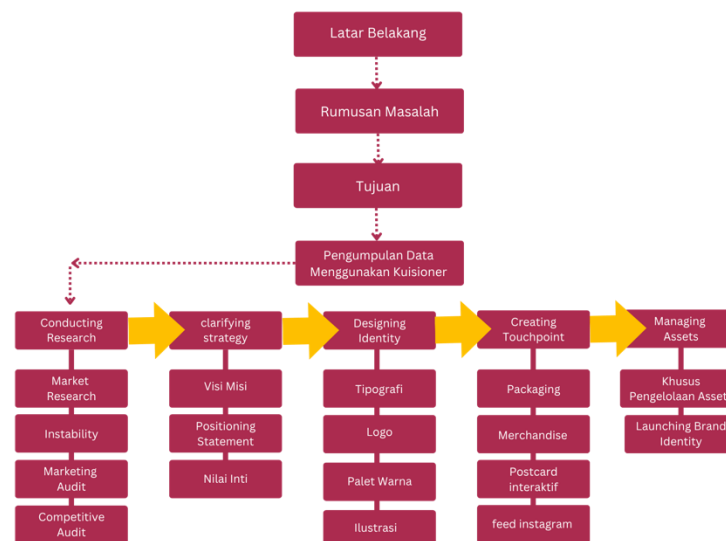 Latar Belakang
Rumusan Masalah
Tujuan
Pengumpulan Data
Menggunakan Kuisioner
Conducting
Research
clarifying
strategy
Designing
Identity
Creating
Touchpoint
Managing
Assets
Market
Research
Instability
Marketing
Audit
Competitive
Audit
Visi Misi
Positioning
Statement
Nilai Inti
Tipografi
Logo
Palet Warna
Ilustrasi
Packaging
Merchandise
Postcard
interaktif
feed instagram
Khusus
Pengelolaan Asset
Launching Brand
Identity